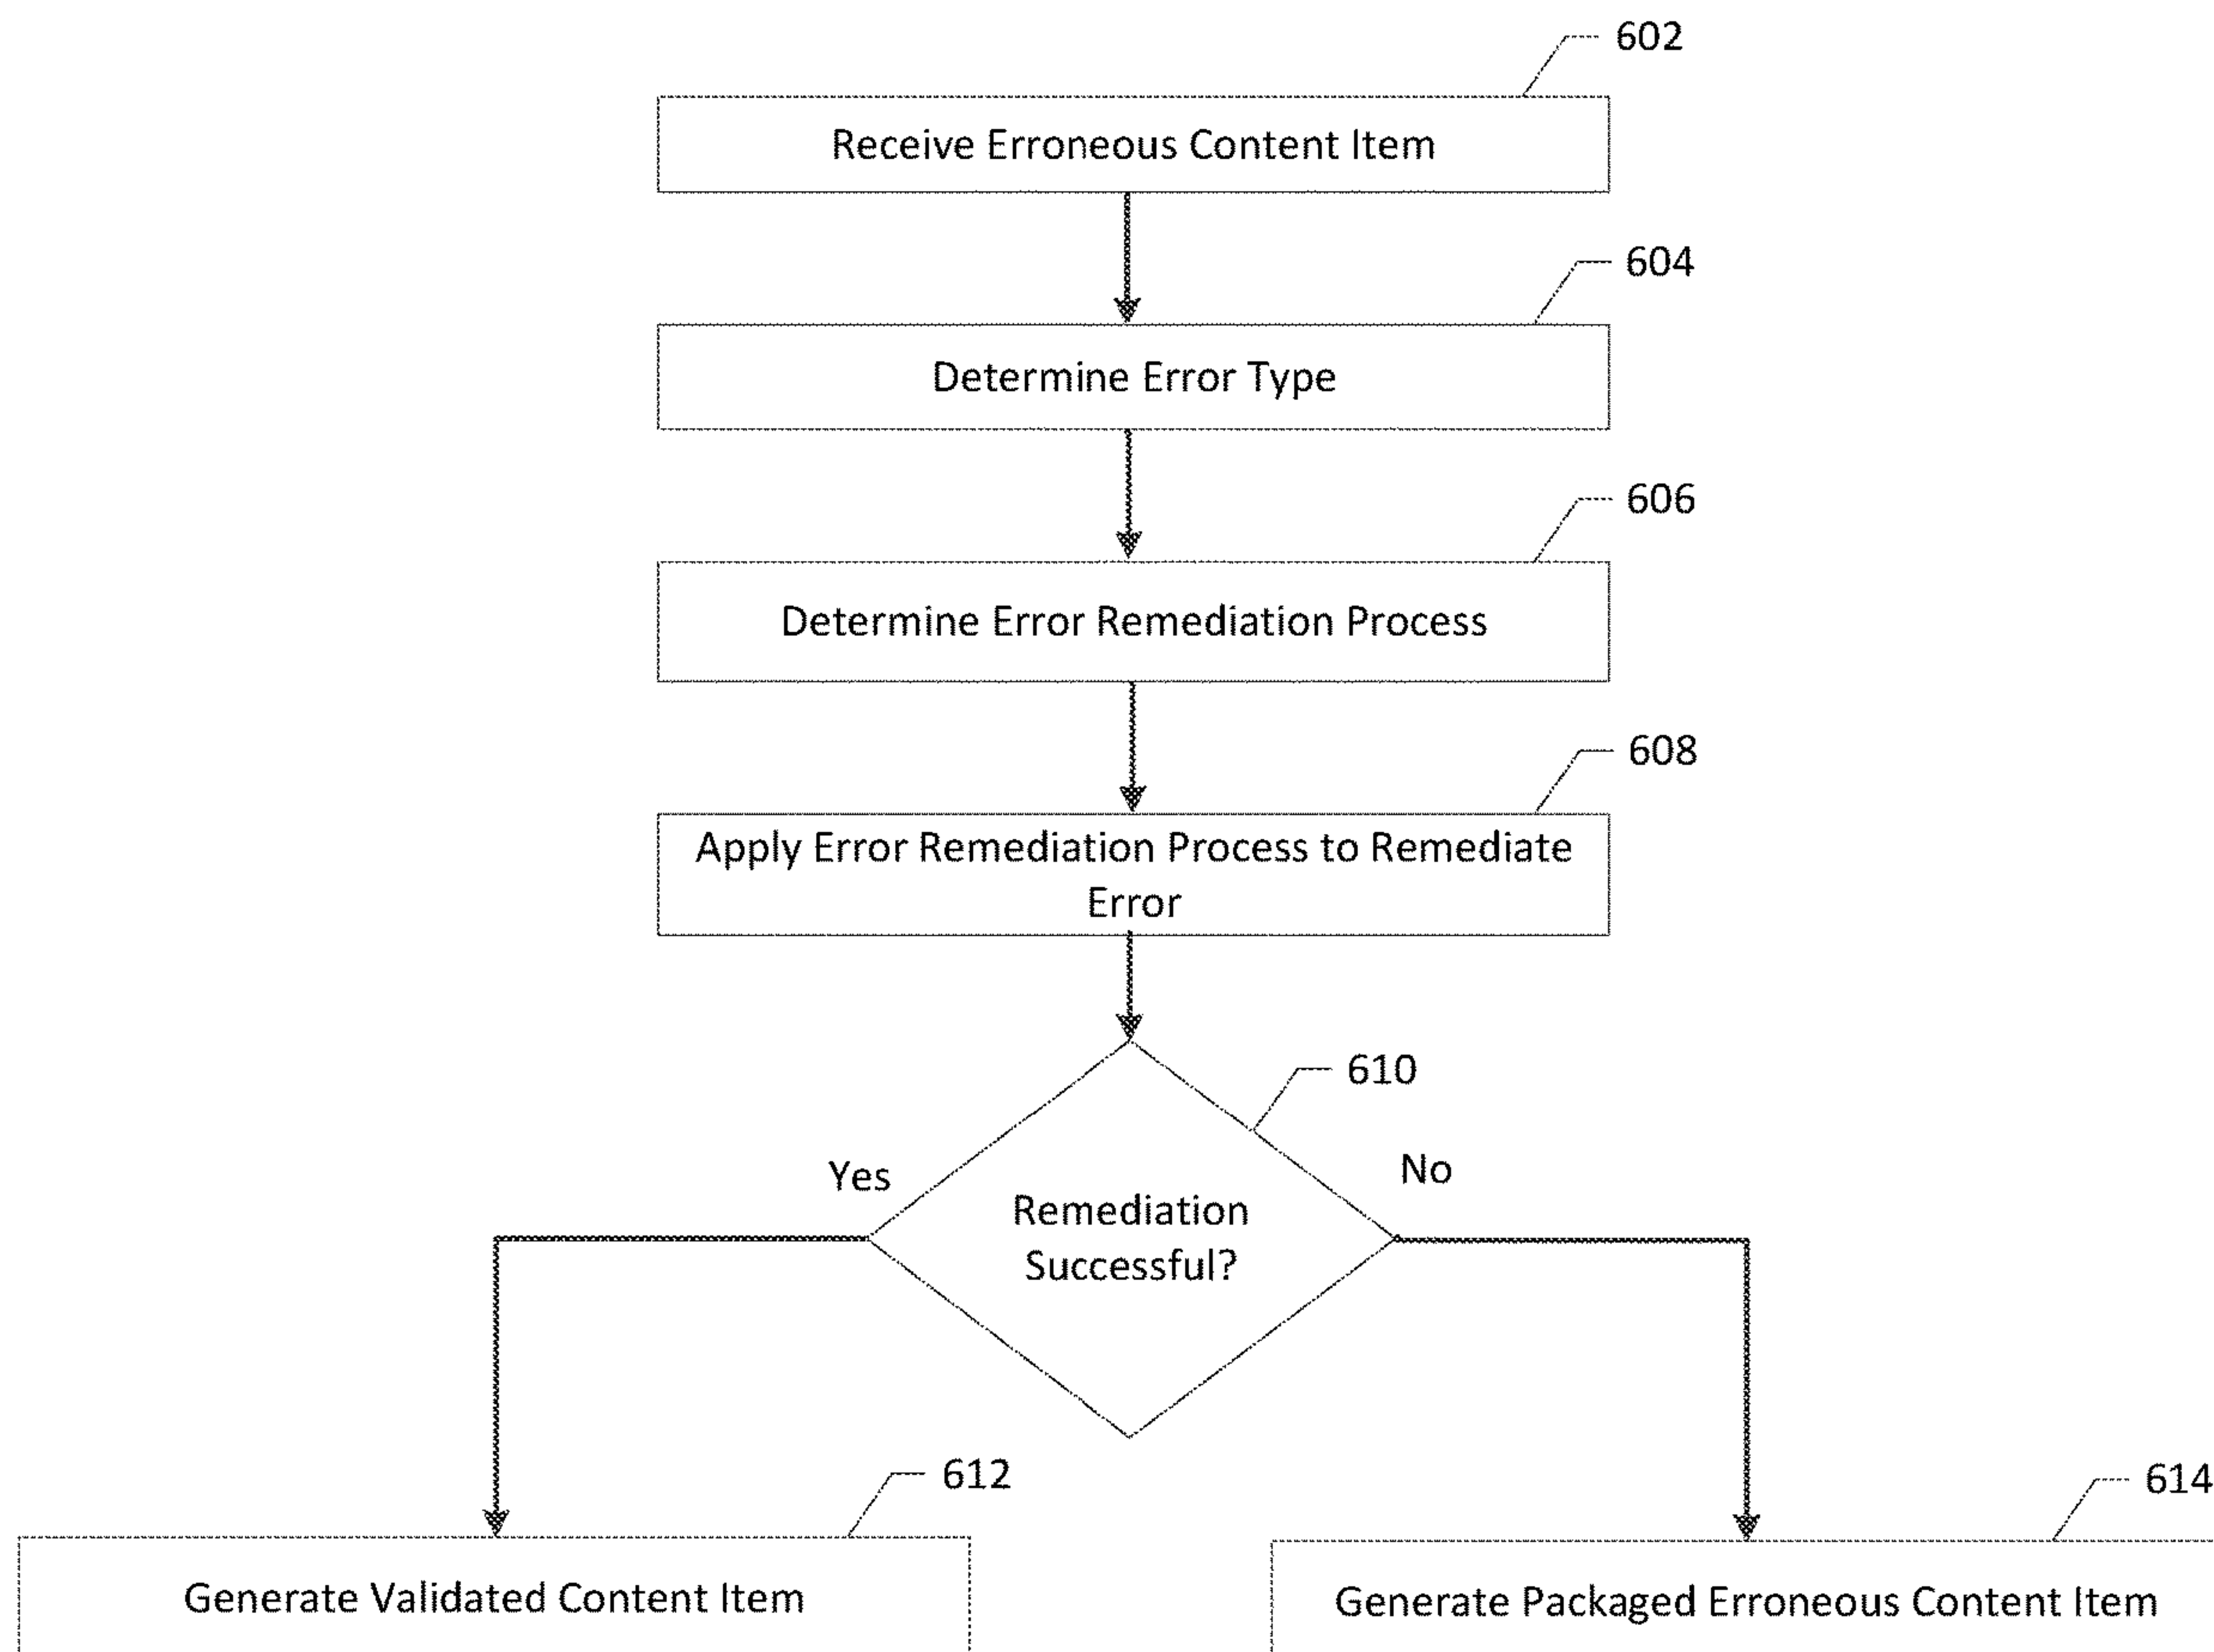 602
Receive Erroneous Content Item
604
Determine Error Type
606
Determine Error Remediation Process
608
Apply Error Remediation Process to Remediate
Error
610
Yes
No
Remediation
Successful?
612
614
Generate Validated Content Item
Generate Packaged Erroneous Content Item